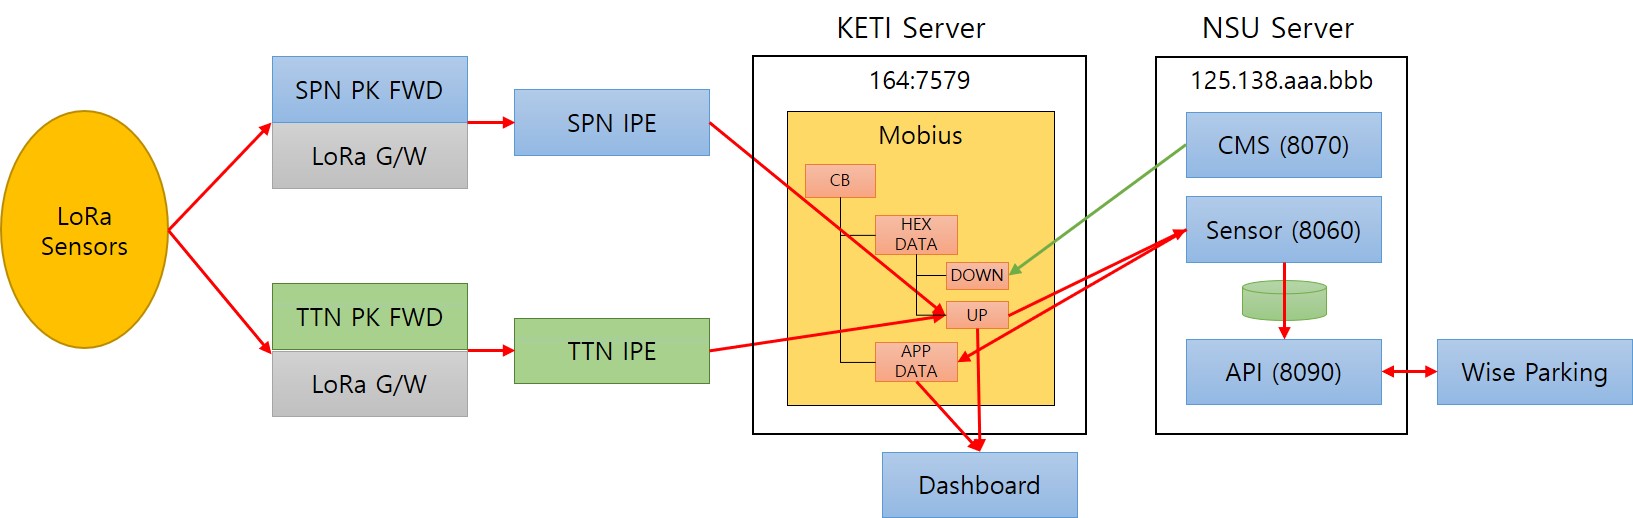 KETI Server
NSU Server
LoRa
Sensors
SPN PK FWD
LoRa G/W
TTN PK FWD
LoRa G/W
SPN IPE
TTN IPE
164:7579
Mobius
CB
HEX
DATA
DOWN
UP
APP
DATA
Dashboard
125.138.aaa.bbb
CMS (8070)
Sensor (8060)
API (8090)
Wise Parking